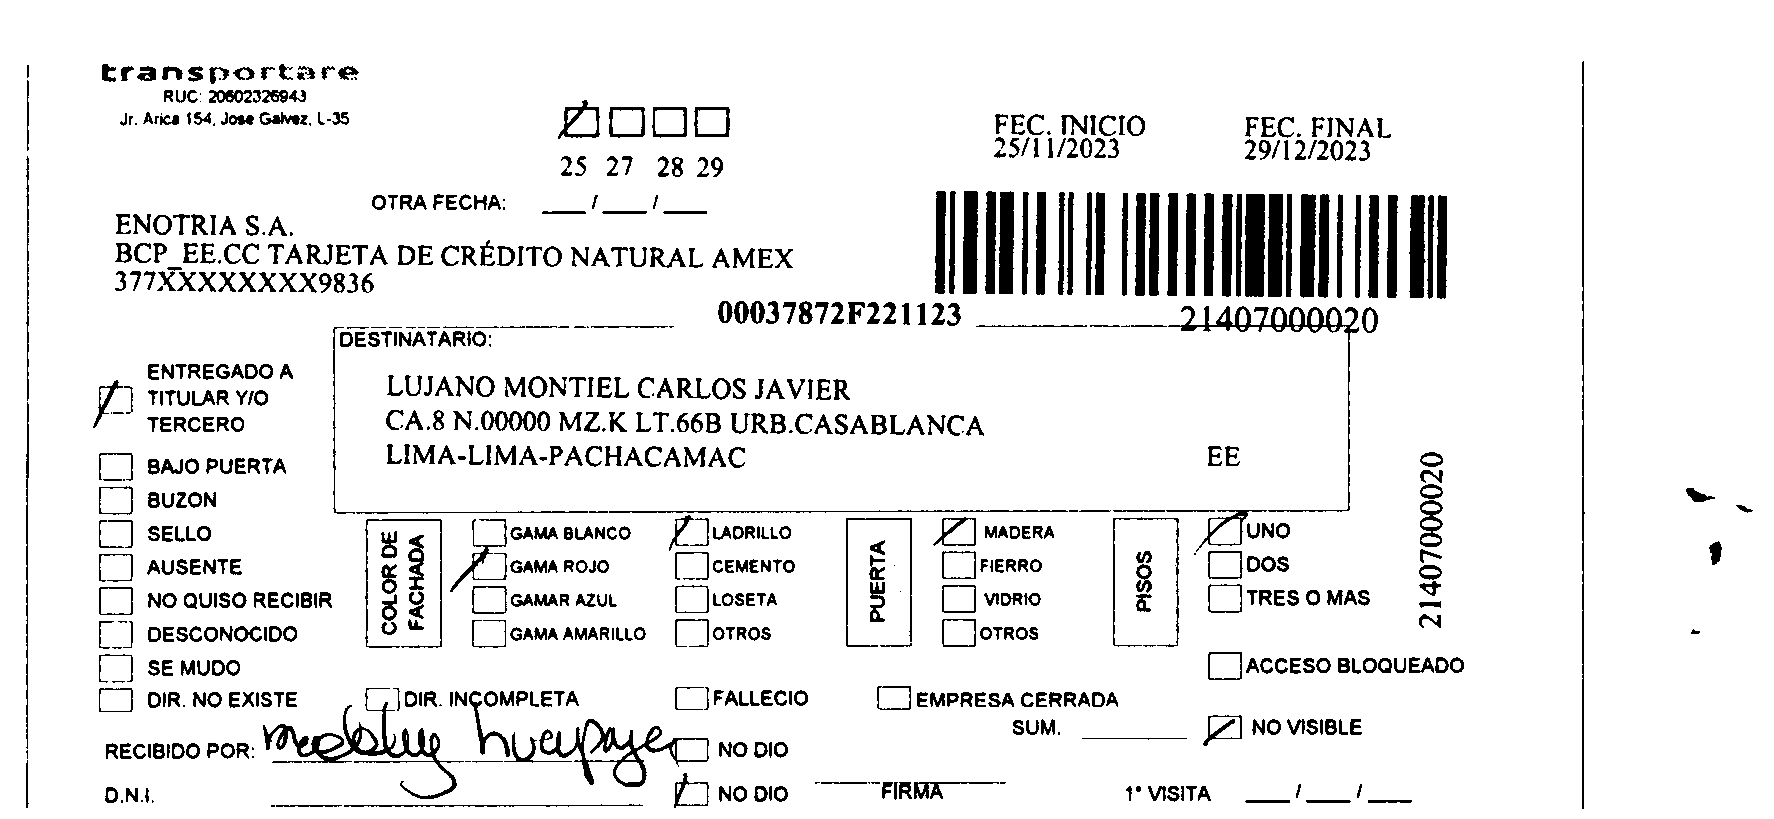 transportare
RUC: 20602326943
Jr. Arica 154, Jose Galvez, L-35
25 27 28 29
OTRA FECHA: ___/___/___
FEC. INICIO
25/11/2023
FEC. FINAL
29/12/2023
ENOTRIA S.A.
BCP_EE.CC TARJETA DE CRÉDITO NATURAL AMEX
377XXXXXXXXX9836
00037872F221123
21407000020
DESTINATARIO:
LUJANO MONTIEL CARLOS JAVIER
CA.8 N.00000 MZ.K LT.66B URB.CASABLANCA
LIMA-LIMA-PACHACAMAC EE
ENTREGADO A
TITULAR Y/O
TERCERO
BAJO PUERTA
BUZON
SELLO
AUSENTE
NO QUISO RECIBIR
DESCONOCIDO
SE MUDO
DIR. NO EXISTE
COLOR DE
FACHADA
GAMA BLANCO
GAMA ROJO
GAMAR AZUL
GAMA AMARILLO
LADRILLO
CEMENTO
LOSETA
OTROS
PUERTA
MADERA
FIERRO
VIDRIO
OTROS
PISOS
UNO
DOS
TRES O MAS
21407000020
ACCESO BLOQUEADO
DIR. INCOMPLETA
FALLECIO
EMPRESA CERRADA
SUM. ______
NO VISIBLE
RECIBIDO POR:
NO DIO
D.N.I.
NO DIO
FIRMA
1° VISITA ___/___/___